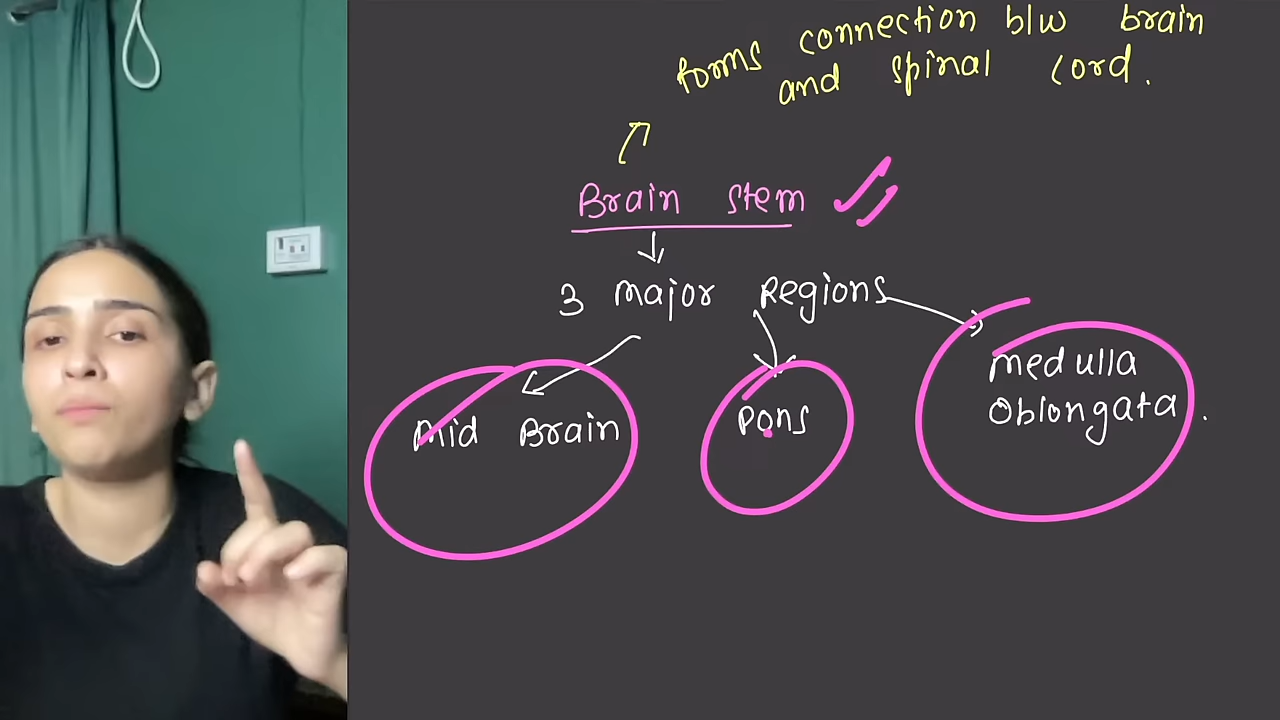 forms connection b/w brain
and spinal cord.
Brain stem
3 major Regions
Mid Brain
Pons
medulla
Oblongata.